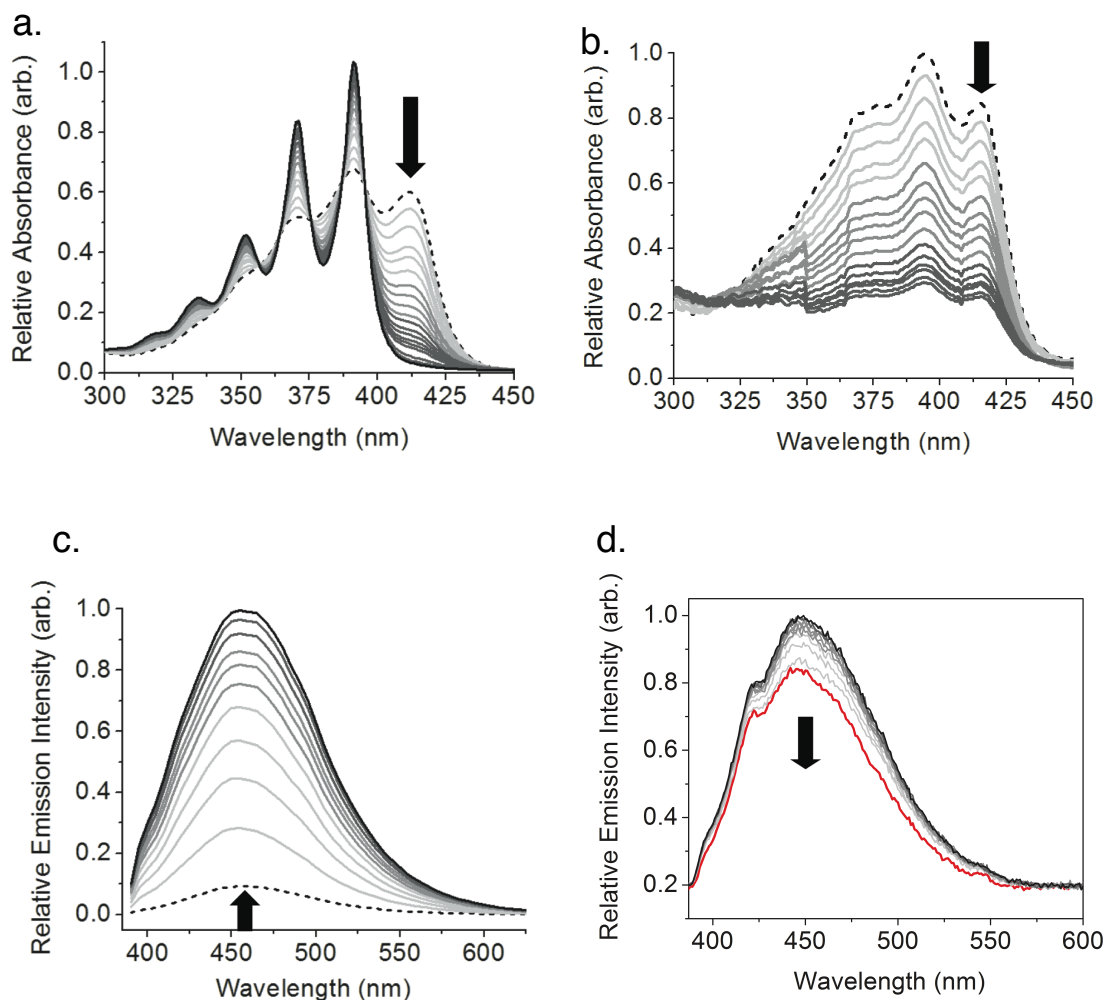 a.
Relative Absorbance (arb.)
1.0
0.8
0.6
0.4
0.2
0.0
300 325 350 375 400 425 450
Wavelength (nm)
b.
Relative Absorbance (arb.)
1.0
0.8
0.6
0.4
0.2
0.0
300 325 350 375 400 425 450
Wavelength (nm)
c.
Relative Emission Intensity (arb.)
1.0
0.8
0.6
0.4
0.2
0.0
400 450 500 550 600
Wavelength (nm)
d.
Relative Emission Intensity (arb.)
1.0
0.8
0.6
0.4
0.2
400 450 500 550 600
Wavelength (nm)